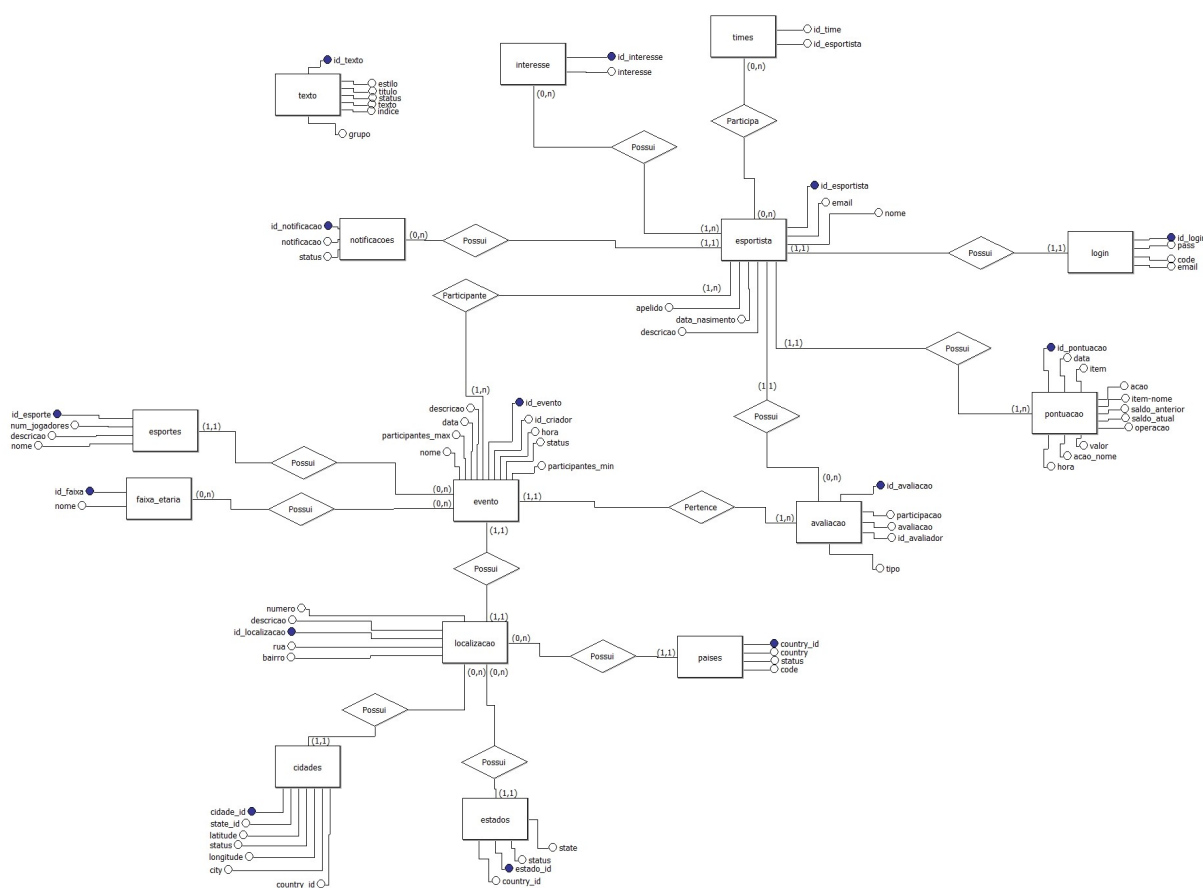 times
id_time
id_esportista
(0,n)
interesse
id_interesse
interesse
(0,n)
id_texto
texto
estilo
titulo
status
texto
indice
grupo
Participa
Possui
id_esportista
email
nome
(0,n)
esportista
(1,n)
(1,1)
(1,1)
(1,n)
id_notificacao
notificacao
status
notificacoes
(0,n)
Possui
Possui
(1,1)
login
id_login
pass
code
email
Participante
apelido
data_nasimento
descricao
(1,1)
Possui
id_pontuacao
data
item
acao
item-nome
saldo_anterior
saldo_atual
operacao
valor
acao_nome
hora
(1,n)
pontuacao
(1,1)
Possui
(0,n)
(1,n)
descricao
data
participantes_max
nome
id_evento
id_criador
hora
status
participantes_min
id_esporte
num_jogadores
descricao
nome
esportes
(1,1)
Possui
(0,n)
id_faixa
nome
faixa_etaria
(0,n)
Possui
(0,n)
evento
(1,1)
(1,1)
Pertence
(1,n)
avaliacao
id_avaliacao
participacao
avaliacao
id_avaliador
tipo
Possui
(1,1)
numero
descricao
id_localizacao
rua
bairro
localizacao
(0,n)
(0,n)
(0,n)
Possui
(1,1)
paises
country_id
country
status
code
Possui
(1,1)
cidades
cidade_id
state_id
latitude
status
longitude
city
country_id
Possui
(1,1)
estados
state
status
estado_id
country_id